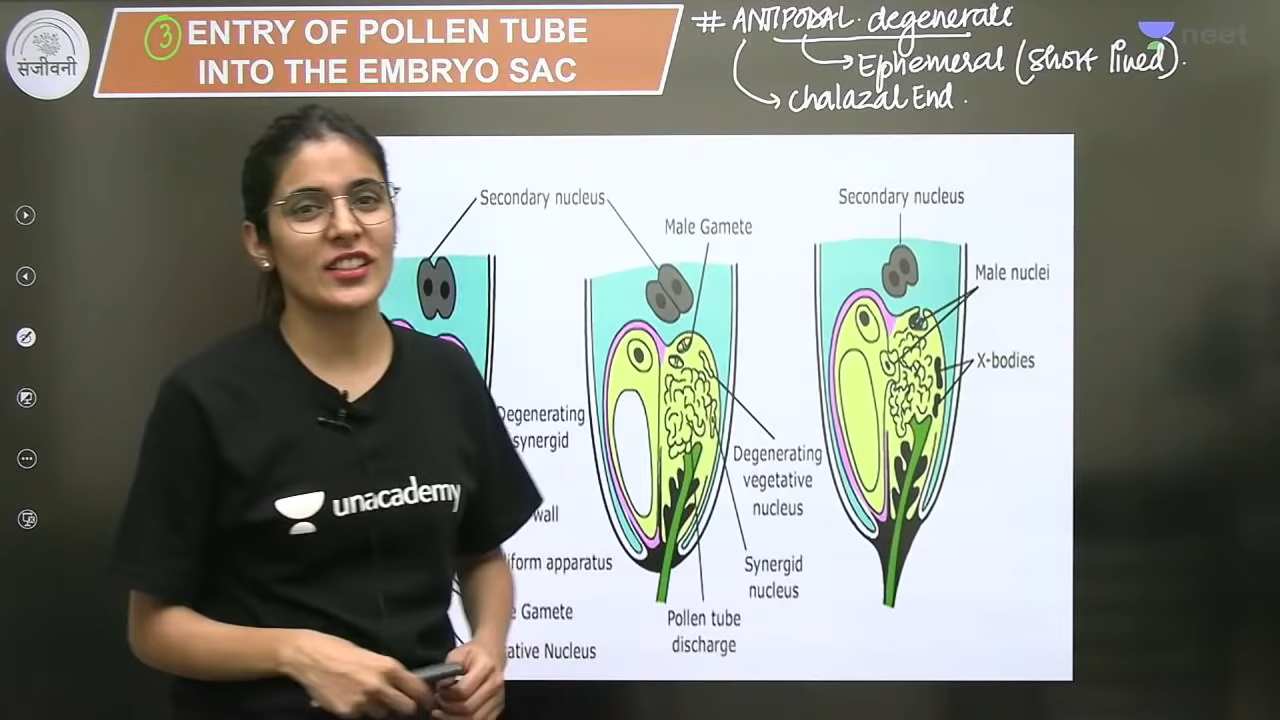 संजीवनी
3 ENTRY OF POLLEN TUBE
INTO THE EMBRYO SAC
# ANTIPODAL degenerate
Ephemeral (short lived).
Chalazal End.
neet
Secondary nucleus
Male Gamete
Secondary nucleus
Male nuclei
X-bodies
Degenerating
synergid
Degenerating
vegetative
nucleus
wall
iform apparatus
Synergid
nucleus
e Gamete
Pollen tube
discharge
ative Nucleus
unacademy